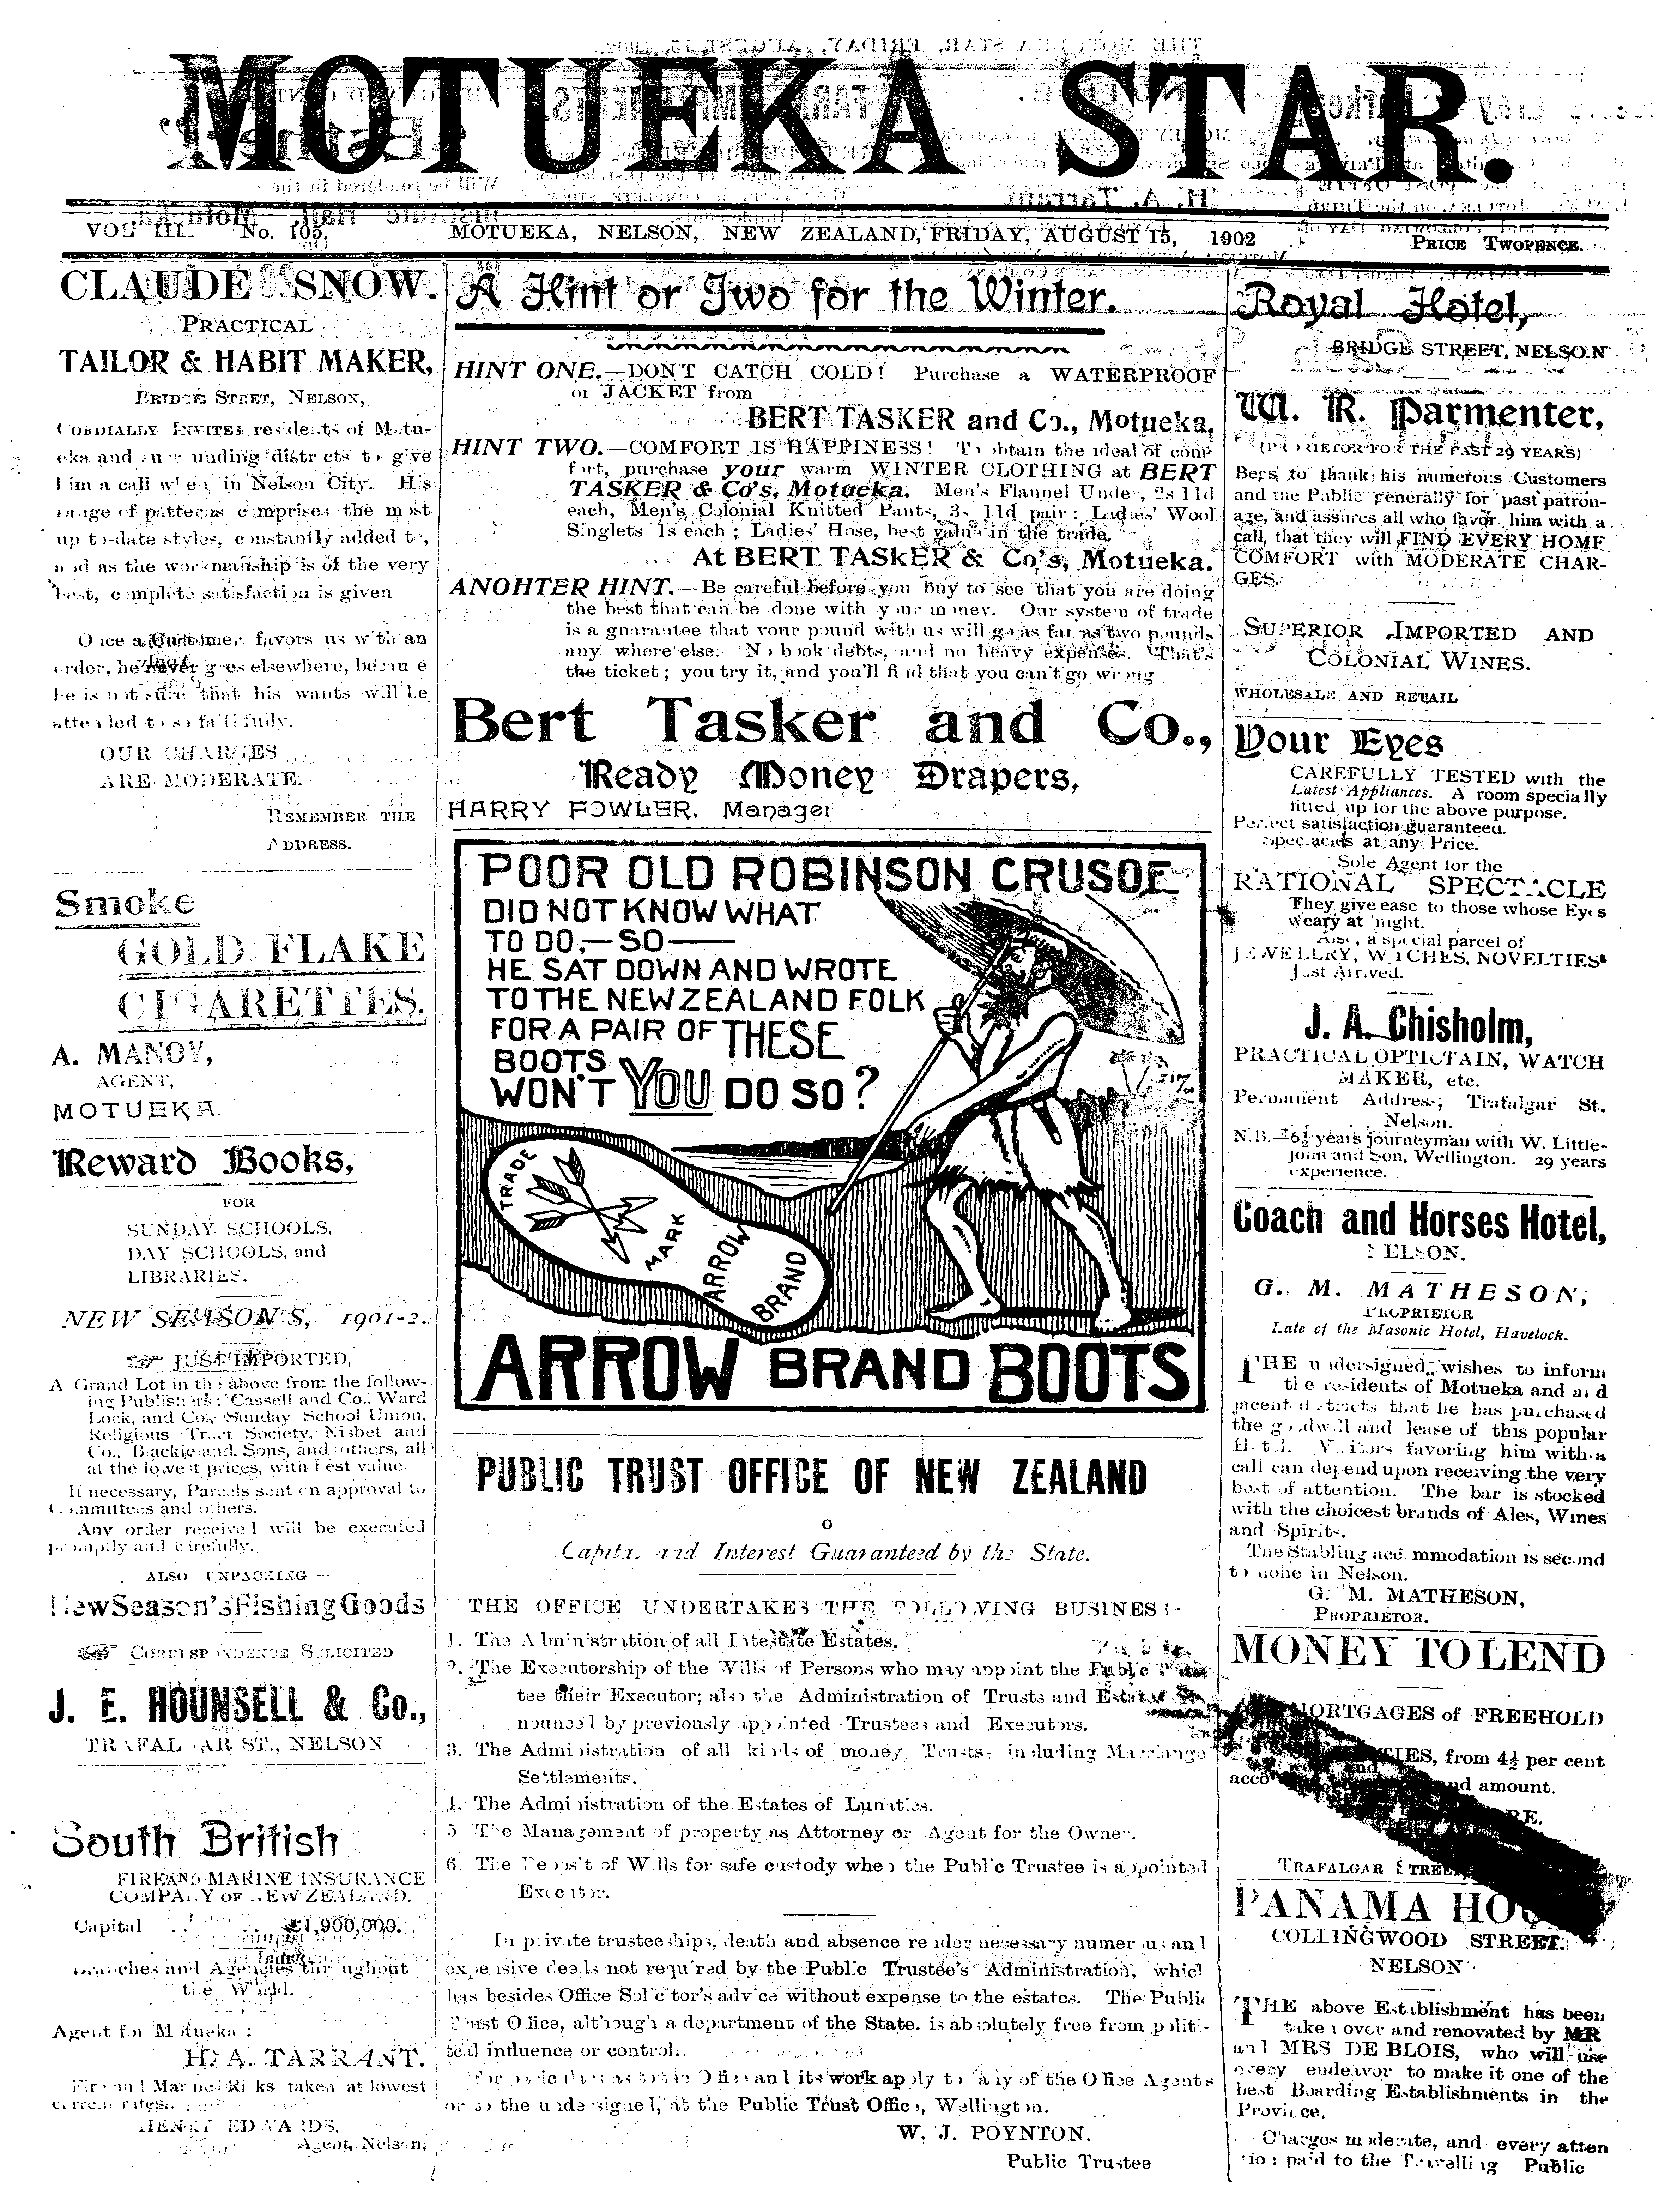 MOTUEKA STAR.
VOL III. No. 105, MOTUEKA, NELSON, NEW ZEALAND, FRIDAY, AUGUST 15, 1902 PRICE TWOPENCE.
CLAUDE SNOW.
PRACTICAL
TAILOR & HABIT MAKER,
BRIDGE STRET, NELSON,
CORDIALLY INVITES residents of Motu-
eka and surrounding districts to give
him a call when in Nelson City. His
range of patterns comprises the most
up to-date styles, constantly added to,
and as the workmanship is of the very
best, complete satisfaction is given
Once a Customer favors us with an
order, he never goes elsewhere, because
he is not sure that his wants will be
attended to so faithfully.
OUR CHARGES
ARE MODERATE.
REMEMBER THE
ADDRESS.
Smoke
GOLD FLAKE
CIGARETTES.
A. MANOY,
AGENT,
MOTUEKA.
Reward Books,
FOR
SUNDAY SCHOOLS,
DAY SCHOOLS, and
LIBRARIES.
NEW SEASON'S, 1901-2.
JUST IMPORTED,
A Grand Lot in the above from the follow-
ing Publishers: Cassell and Co., Ward
Lock, and Co., Sunday School Union,
Religious Tract Society, Nisbet and
Co., Blackie and Sons, and others, all
at the lowest prices, with best value
If necessary, Parcels sent on approval to
Committees and others.
Any order received will be executed
promptly and carefully.
ALSO UNPACKING—
New Season's Fishing Goods
CORRESPONDENCE SOLICITED
J. E. HOUNSELL & Co.,
TRAFALGAR ST., NELSON
South British
FIRE AND MARINE INSURANCE
COMPANY OF NEW ZEALAND.
Capital .. .. £1,900,000.
Branches and Agencies throughout
the World.
Agent for Motueka:
H. A. TARRANT.
Fire and Marine Risks taken at lowest
current rates.
HENRY EDWARDS,
Agent, Nelson,
A Hint or Two for the Winter.
HINT ONE.—DON'T CATCH COLD! Purchase a WATERPROOF
or JACKET from
BERT TASKER and Co., Motueka,
HINT TWO.—COMFORT IS HAPPINESS! To obtain the ideal of com-
fort, purchase your warm WINTER CLOTHING at BERT
TASKER & Co's, Motueka. Men's Flannel Under, 2s 11d
each, Men's Colonial Knitted Pants, 3s 11d pair; Ladies' Wool
Singlets 1s each; Ladies' Hose, best value in the trade.
At BERT TASKER & Co's, Motueka.
ANOHTER HINT.—Be careful before you buy to see that you are doing
the best that can be done with your money. Our system of trade
is a guarantee that your pound with us will go as far as two pounds
any where else. No book debts, and no heavy expenses. That's
the ticket; you try it, and you'll find that you can't go wrong
Bert Tasker and Co.,
Ready Money Drapers,
HARRY FOWLER, Manager
POOR OLD ROBINSON CRUSOE
DID NOT KNOW WHAT
TO DO,—SO—
HE SAT DOWN AND WROTE
TO THE NEW ZEALAND FOLK
FOR A PAIR OF THESE
BOOTS
WON'T YOU DO SO?
TRADE
MARK
ARROW
BRAND
ARROW BRAND BOOTS
PUBLIC TRUST OFFICE OF NEW ZEALAND
o
Capital and Interest Guaranteed by the State.
THE OFFICE UNDERTAKES THE FOLLOWING BUSINESS:-
1. The Administration of all Intestate Estates.
2. The Executorship of the Wills of Persons who may appoint the Public
tee their Executor; also the Administration of Trusts and Estates
nounced by previously appointed Trustees and Executors.
3. The Administration of all kinds of money Trusts, including Marriage
Settlements.
4. The Administration of the Estates of Lunatics.
5 The Management of property as Attorney or Agent for the Owner.
6. The Deposit of Wills for safe custody when the Public Trustee is appointed
Executor.
In private trusteeships, death and absence render necessary numerous and
expensive deeds not required by the Public Trustee's Administration, which
has besides Office Solicitor's advice without expense to the estates. The Public
Trust Office, although a department of the State, is absolutely free from politi-
cal influence or control.
For particulars as to the Office and its work apply to any of the Office Agents
or to the undersigned, at the Public Trust Office, Wellington.
W. J. POYNTON.
Public Trustee
Royal Hotel,
BRIDGE STREET, NELSON
W. R. Parmenter,
(PROPRIETOR FOR THE PAST 29 YEARS)
Begs to thank his numerous Customers
and the Public generally for past patron-
age, and assures all who favor him with a
call, that they will FIND EVERY HOME
COMFORT with MODERATE CHAR-
GES.
SUPERIOR IMPORTED AND
COLONIAL WINES.
WHOLESALE AND RETAIL
Your Eyes
CAREFULLY TESTED with the
Latest Appliances. A room specially
fitted up for the above purpose.
Perfect satisfaction guaranteed.
Spectacles at any Price.
Sole Agent for the
RATIONAL SPECTACLE
They give ease to those whose Eyes
weary at night.
Also, a special parcel of
JEWELLRY, WATCHES, NOVELTIES
Just Arrived.
J. A. Chisholm,
PRACTICAL OPTICTAIN, WATCH
MAKER, etc.
Permanent Address; Trafalgar St.
Nelson.
N.B.—6½ years journeyman with W. Little-
john and Son, Wellington. 29 years
experience.
Coach and Horses Hotel,
NELSON.
G. M. MATHESON,
PROPRIETOR
Late of the Masonic Hotel, Havelock.
THE undersigned, wishes to inform
the residents of Motueka and ad
jacent districts that he has purchased
the goodwill and lease of this popular
Hotel. Visitors favoring him with a
call can depend upon receiving the very
best of attention. The bar is stocked
with the choicest brands of Ales, Wines
and Spirits.
The Stabling accommodation is second
to none in Nelson.
G. M. MATHESON,
PROPRIETOR.
MONEY TO LEND
MORTGAGES of FREEHOLD
from 4½ per cent
and amount.
TRAFALGAR STREET
PANAMA HOUSE
COLLINGWOOD STREET.
NELSON
THE above Establishment has been
taken over and renovated by MR
and MRS DE BLOIS, who will use
every endeavor to make it one of the
best Boarding Establishments in the
Province.
Charges moderate, and every atten
tion paid to the Travelling Public